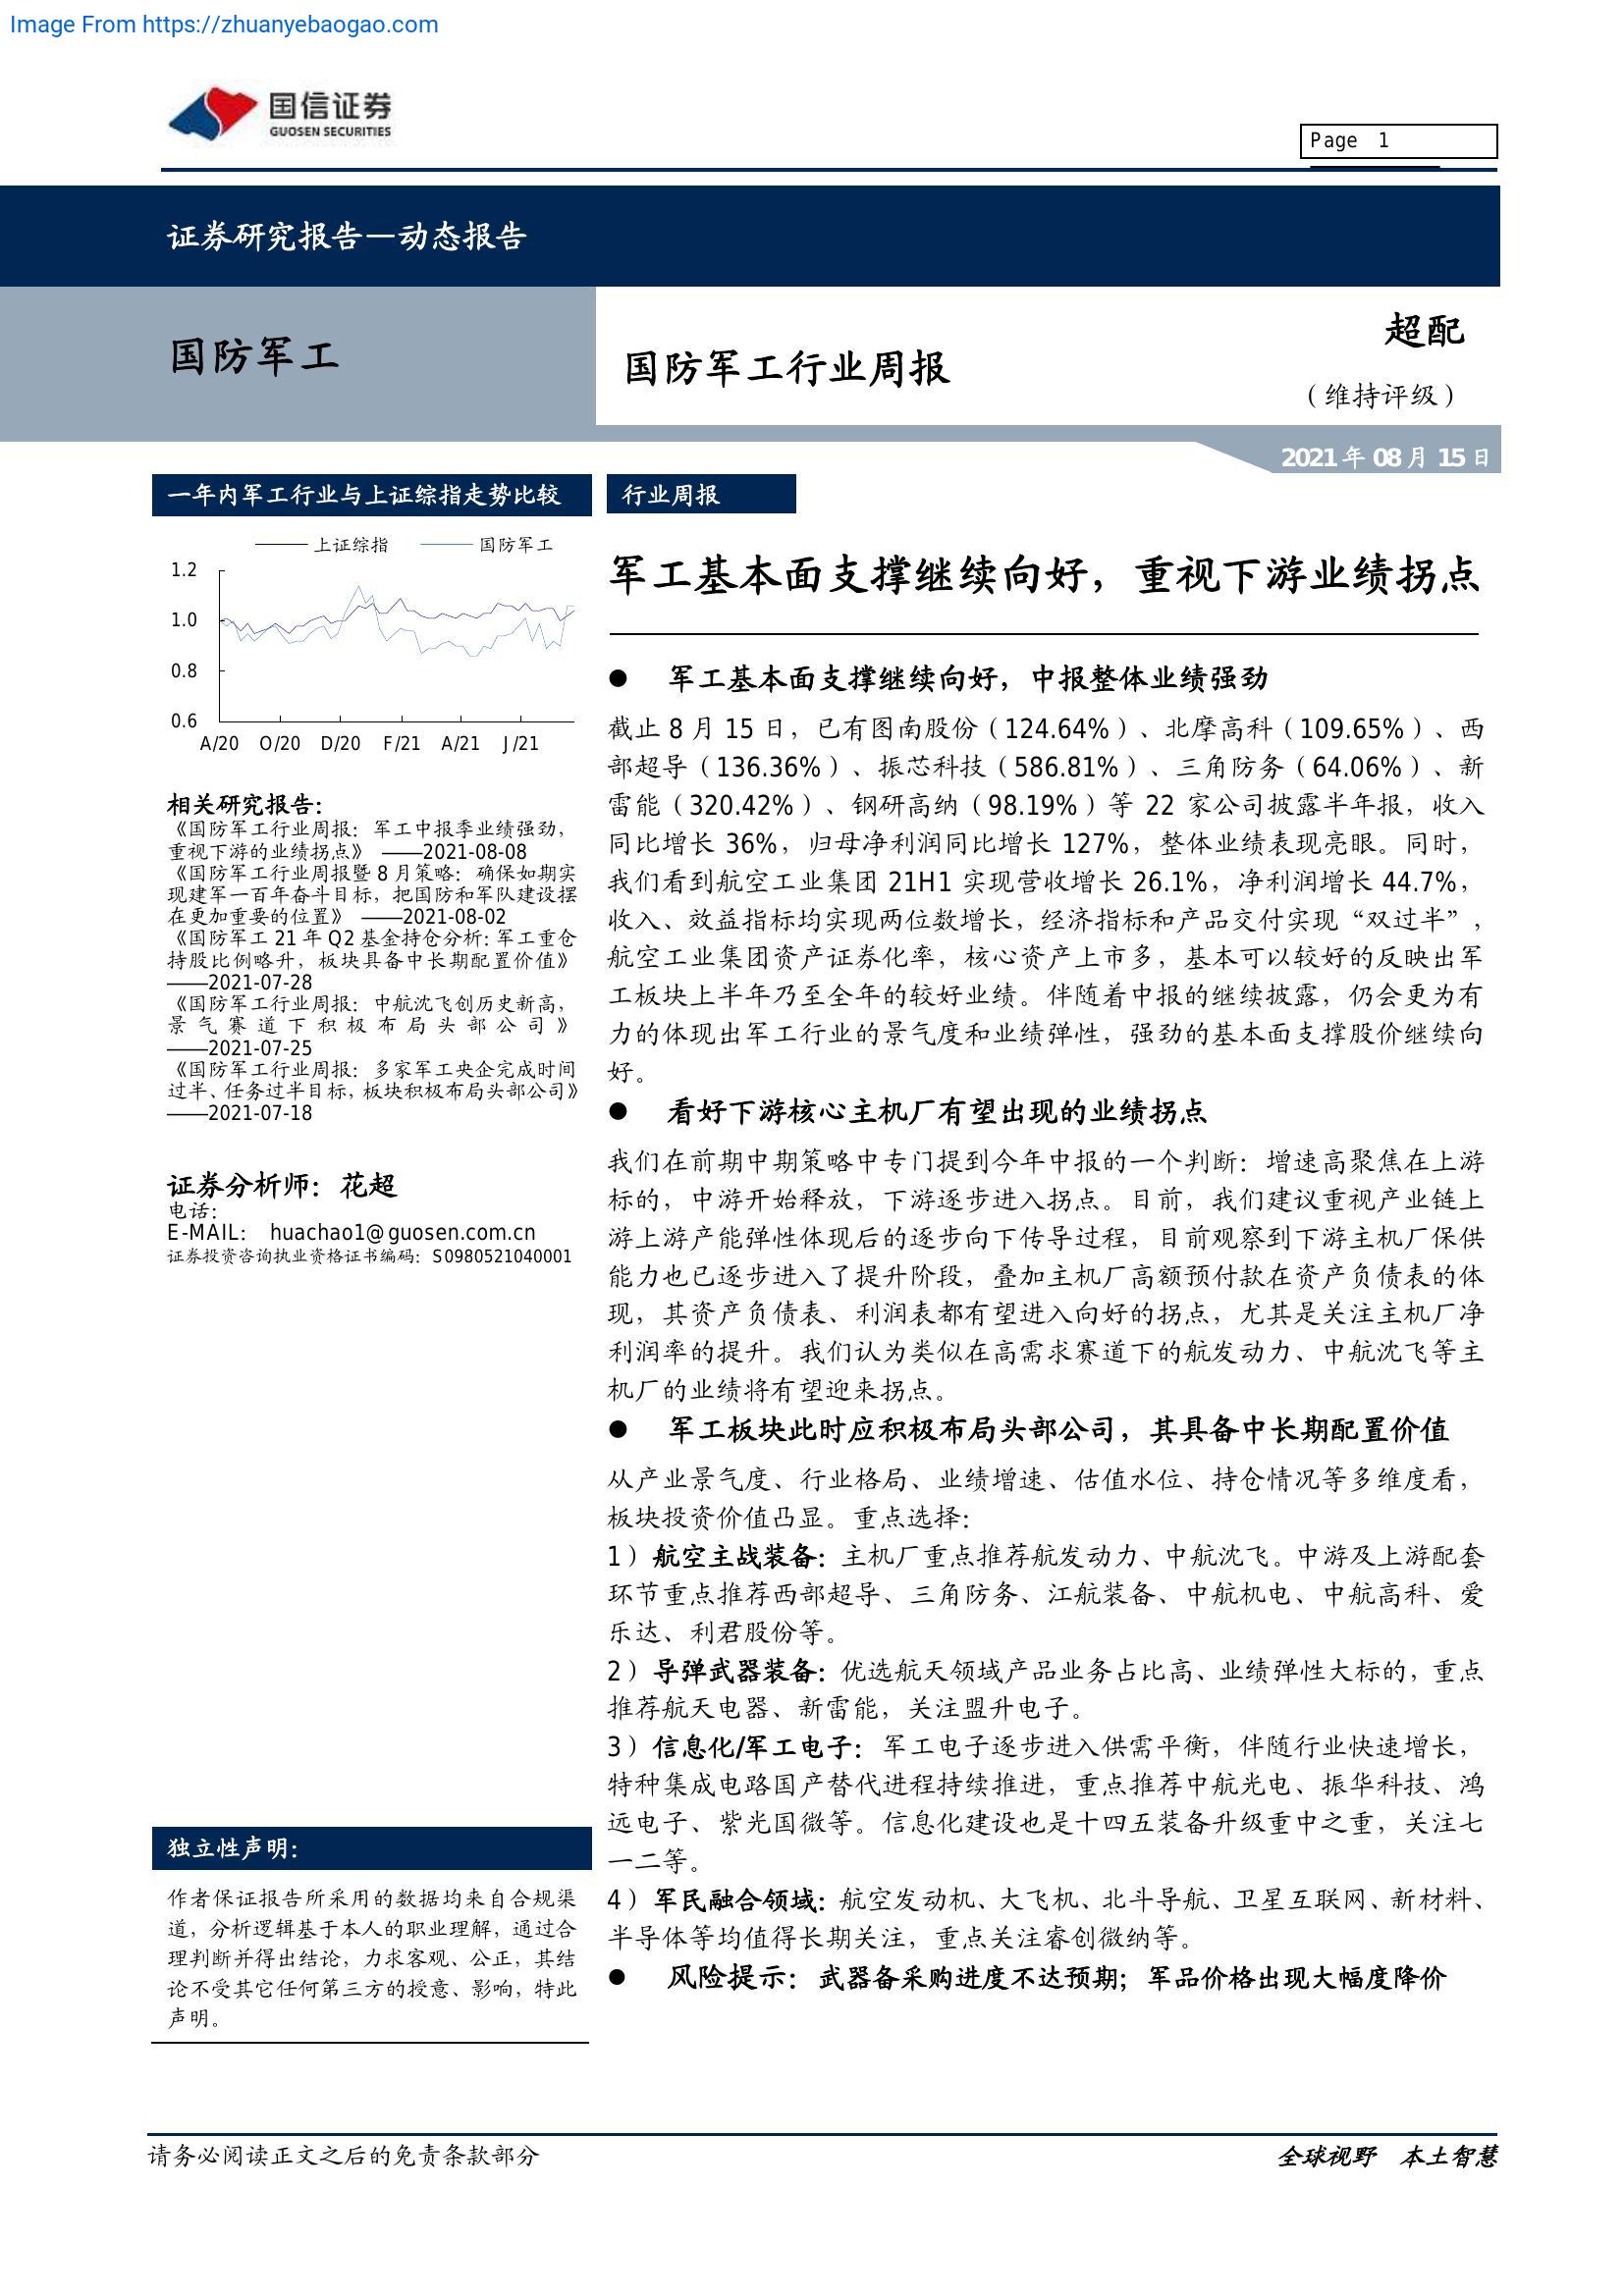 Image From https://zhuanyebaogao.com
国信证券
GUOSEN SECURITIES
Page 1
证券研究报告—动态报告
国防军工
国防军工行业周报
超配
（维持评级）
2021 年 08 月 15 日
一年内军工行业与上证综指走势比较
上证综指 国防军工
1.2
1.0
0.8
0.6
A/20 O/20 D/20 F/21 A/21 J/21
相关研究报告：
《国防军工行业周报：军工中报季业绩强劲，
重视下游的业绩拐点》 ——2021-08-08
《国防军工行业周报暨 8 月策略：确保如期实
现建军一百年奋斗目标，把国防和军队建设摆
在更加重要的位置》 ——2021-08-02
《国防军工 21 年 Q2 基金持仓分析：军工重仓
持股比例略升，板块具备中长期配置价值》
——2021-07-28
《国防军工行业周报：中航沈飞创历史新高，
景气赛道下积极布局头部公司》
——2021-07-25
《国防军工行业周报：多家军工央企完成时间
过半、任务过半目标，板块积极布局头部公司》
——2021-07-18
证券分析师：花超
电话：
E-MAIL： huachao1@guosen.com.cn
证券投资咨询执业资格证书编码：S0980521040001
独立性声明：
作者保证报告所采用的数据均来自合规渠
道，分析逻辑基于本人的职业理解，通过合
理判断并得出结论，力求客观、公正，其结
论不受其它任何第三方的授意、影响，特此
声明。
行业周报
军工基本面支撑继续向好，重视下游业绩拐点
● 军工基本面支撑继续向好，中报整体业绩强劲
截止 8 月 15 日，已有图南股份（124.64%）、北摩高科（109.65%）、西
部超导（136.36%）、振芯科技（586.81%）、三角防务（64.06%）、新
雷能（320.42%）、钢研高纳（98.19%）等 22 家公司披露半年报，收入
同比增长 36%，归母净利润同比增长 127%，整体业绩表现亮眼。同时，
我们看到航空工业集团 21H1 实现营收增长 26.1%，净利润增长 44.7%，
收入、效益指标均实现两位数增长，经济指标和产品交付实现“双过半”，
航空工业集团资产证券化率，核心资产上市多，基本可以较好的反映出军
工板块上半年乃至全年的较好业绩。伴随着中报的继续披露，仍会更为有
力的体现出军工行业的景气度和业绩弹性，强劲的基本面支撑股价继续向
好。
● 看好下游核心主机厂有望出现的业绩拐点
我们在前期中期策略中专门提到今年中报的一个判断：增速高聚焦在上游
标的，中游开始释放，下游逐步进入拐点。目前，我们建议重视产业链上
游上游产能弹性体现后的逐步向下传导过程，目前观察到下游主机厂保供
能力也已逐步进入了提升阶段，叠加主机厂高额预付款在资产负债表的体
现，其资产负债表、利润表都有望进入向好的拐点，尤其是关注主机厂净
利润率的提升。我们认为类似在高需求赛道下的航发动力、中航沈飞等主
机厂的业绩将有望迎来拐点。
● 军工板块此时应积极布局头部公司，其具备中长期配置价值
从产业景气度、行业格局、业绩增速、估值水位、持仓情况等多维度看，
板块投资价值凸显。重点选择：
1）航空主战装备：主机厂重点推荐航发动力、中航沈飞。中游及上游配套
环节重点推荐西部超导、三角防务、江航装备、中航机电、中航高科、爱
乐达、利君股份等。
2）导弹武器装备：优选航天领域产品业务占比高、业绩弹性大标的，重点
推荐航天电器、新雷能，关注盟升电子。
3）信息化/军工电子：军工电子逐步进入供需平衡，伴随行业快速增长，
特种集成电路国产替代进程持续推进，重点推荐中航光电、振华科技、鸿
远电子、紫光国微等。信息化建设也是十四五装备升级重中之重，关注七
一二等。
4）军民融合领域：航空发动机、大飞机、北斗导航、卫星互联网、新材料、
半导体等均值得长期关注，重点关注睿创微纳等。
● 风险提示：武器备采购进度不达预期；军品价格出现大幅度降价
请务必阅读正文之后的免责条款部分
全球视野 本土智慧